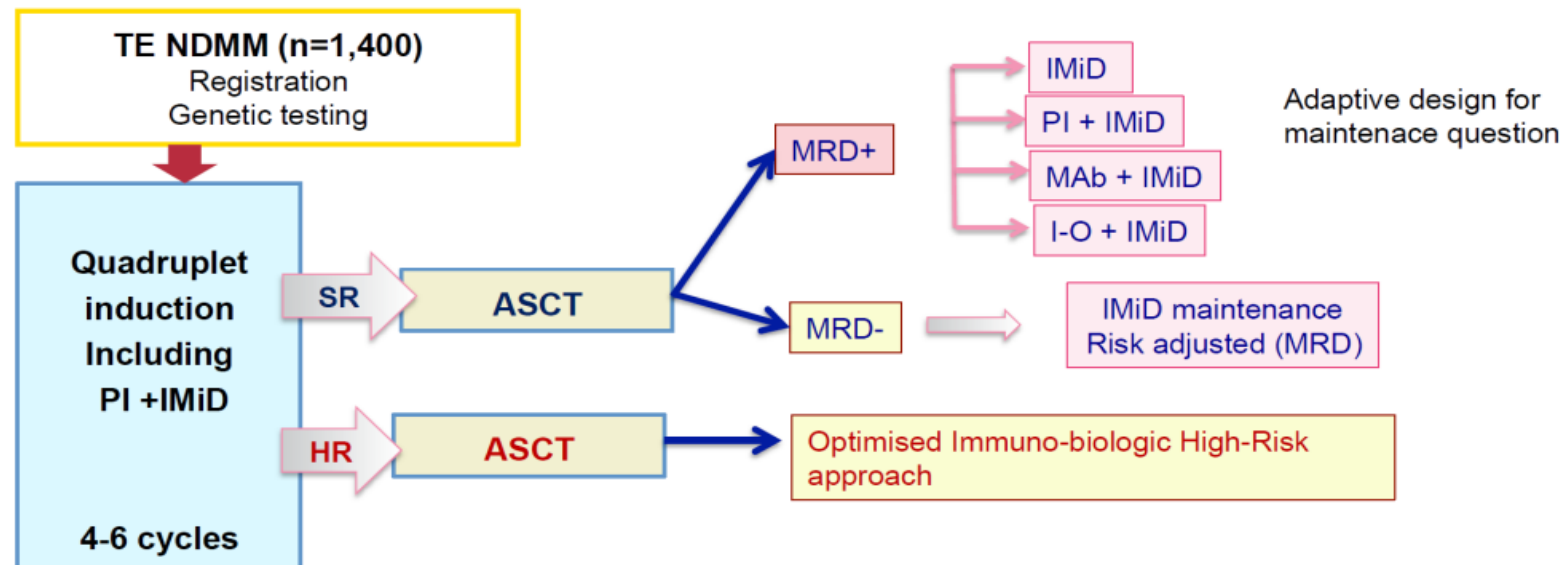 TE NDMM (n=1,400)
Registration
Genetic testing
Quadruplet
induction
Including
PI +IMiD
4-6 cycles
SR
ASCT
MRD+
IMiD
PI + IMiD
MAb + IMiD
I-O + IMiD
Adaptive design for
maintenace question
MRD-
IMiD maintenance
Risk adjusted (MRD)
HR
ASCT
Optimised Immuno-biologic High-Risk
approach